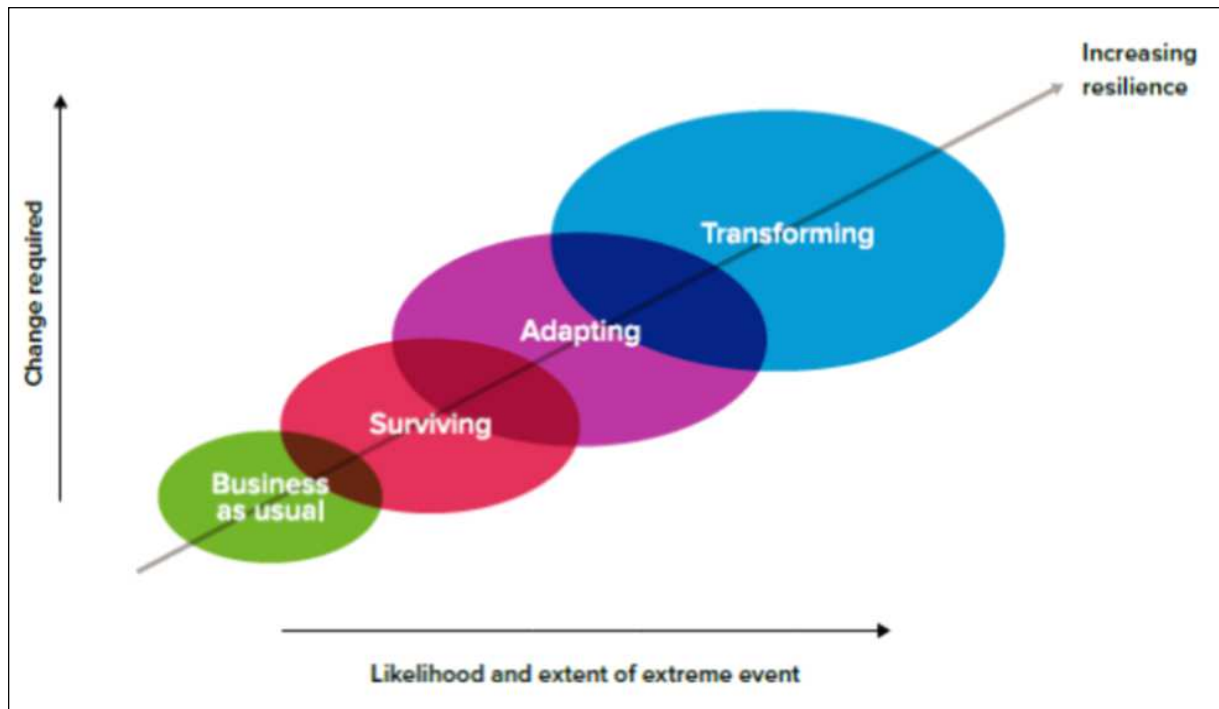 Increasing
resilience
Change required
Transforming
Adapting
Surviving
Business
as usual
Likelihood and extent of extreme event